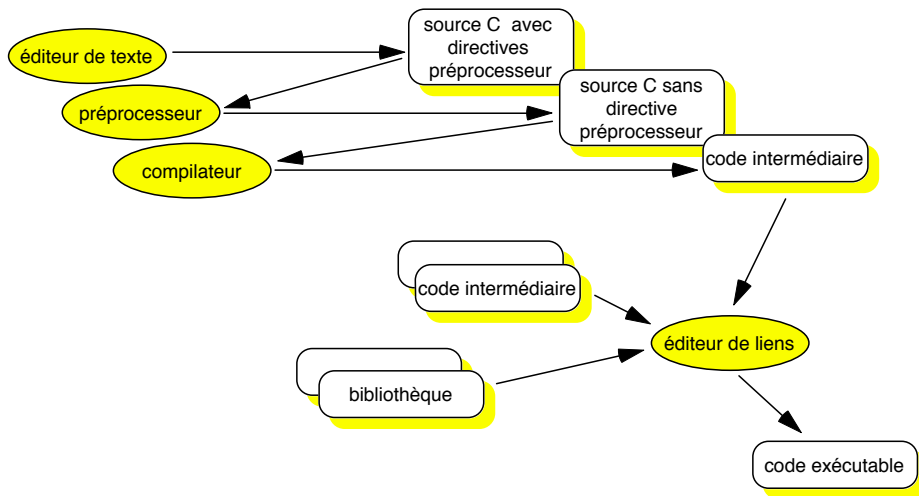 éditeur de texte
source C avec
directives
préprocesseur
préprocesseur
source C sans
directive
préprocesseur
compilateur
code intermédiaire
code intermédiaire
éditeur de liens
bibliothèque
code exécutable